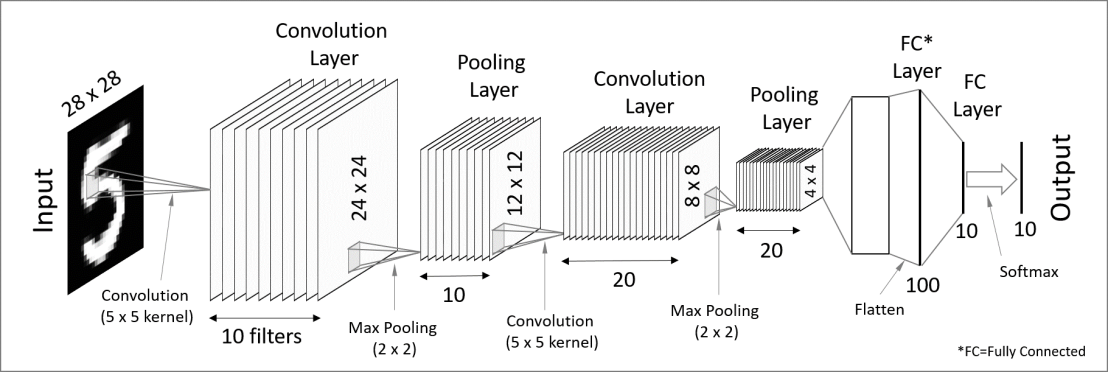 Input
28 x 28
Convolution
(5 x 5 kernel)
Convolution
Layer
24 x 24
10 filters
Max Pooling
(2 x 2)
Pooling
Layer
12 x 12
10
Convolution
(5 x 5 kernel)
Convolution
Layer
8 x 8
20
Max Pooling
(2 x 2)
Pooling
Layer
4 x 4
20
Flatten
FC*
Layer
100
FC
Layer
10
Softmax
10
Output
*FC=Fully Connected